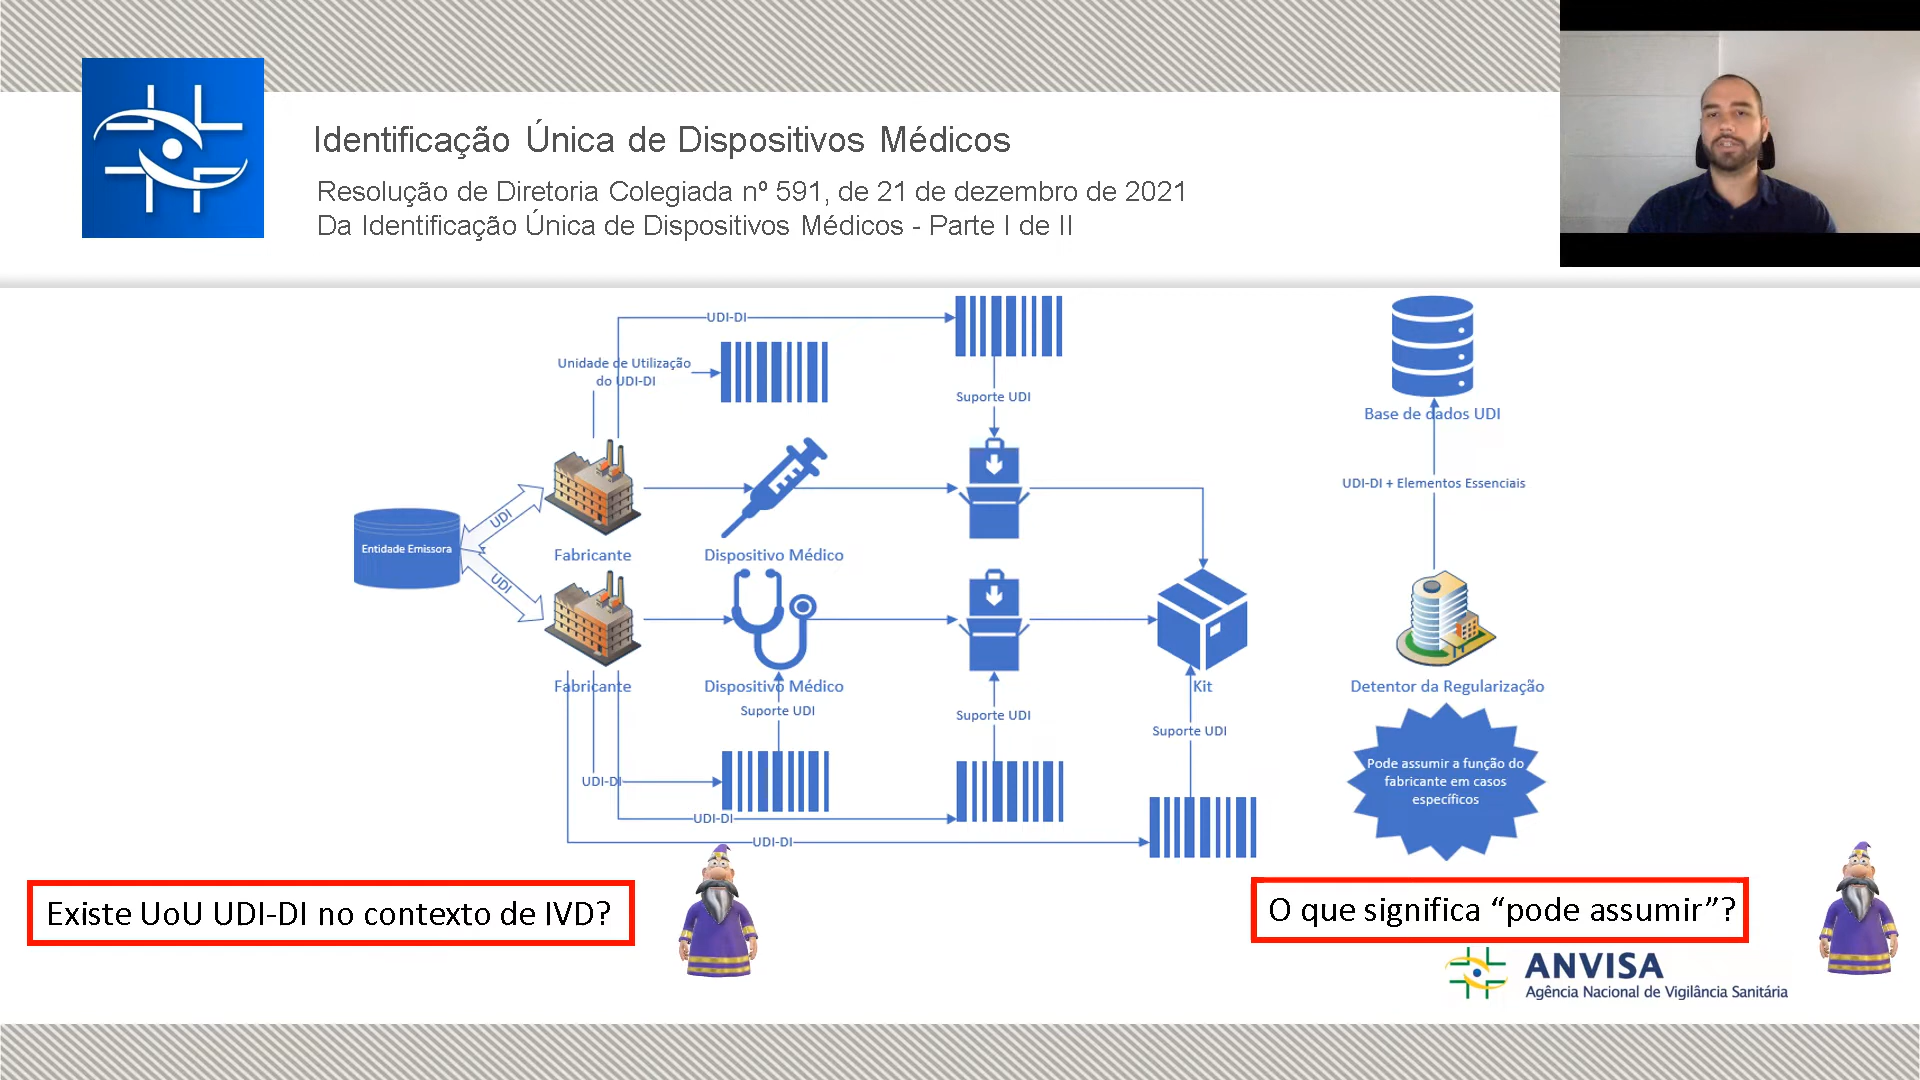 Identificação Única de Dispositivos Médicos
Resolução de Diretoria Colegiada nº 591, de 21 de dezembro de 2021
Da Identificação Única de Dispositivos Médicos - Parte I de II
UDI-DI
Unidade de Utilização
do UDI-DI
Suporte UDI
Base de dados UDI
UDI-DI + Elementos Essenciais
Entidade Emissora
UDI
UDI
Fabricante
Dispositivo Médico
Fabricante
Dispositivo Médico
Kit
Detentor da Regularização
Suporte UDI
Suporte UDI
Suporte UDI
UDI-DI
UDI-DI
UDI-DI
Pode assumir a função do
fabricante em casos
específicos
Existe UoU UDI-DI no contexto de IVD?
O que significa “pode assumir”?
ANVISA
Agência Nacional de Vigilância Sanitária